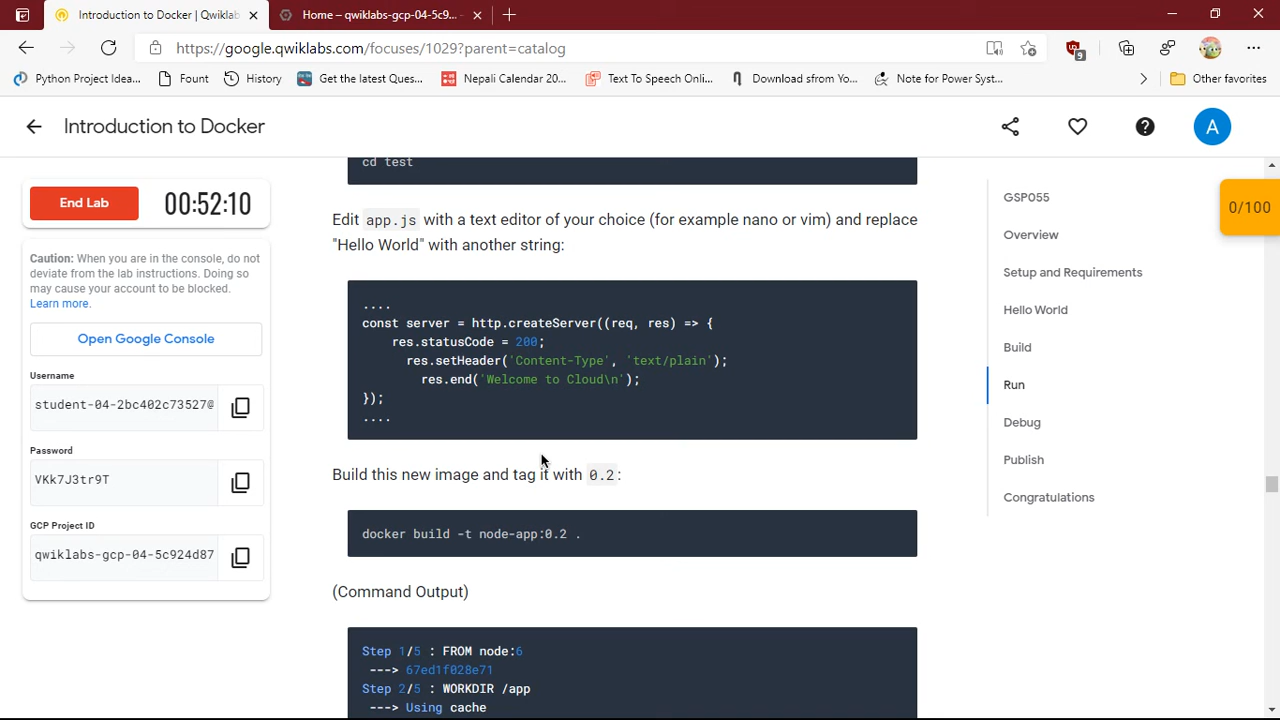 Introduction to Docker | Qwiklabs
Home – qwiklabs-gcp-04-5c9...
https://google.qwiklabs.com/focuses/1029?parent=catalog
9
Python Project Idea...
Fount
History
Get the latest Ques...
Nepali Calendar 20...
Text To Speech Onli...
Download sfrom Yo...
Note for Power Syst...
Other favorites
Introduction to Docker
A
End Lab
00:52:10
Caution: When you are in the console, do not
deviate from the lab instructions. Doing so
may cause your account to be blocked.
Learn more.
Open Google Console
Username
student-04-2bc402c73527@
Password
VKk7J3tr9T
GCP Project ID
qwiklabs-gcp-04-5c924d87
cd test
Edit app.js with a text editor of your choice (for example nano or vim) and replace
"Hello World" with another string:
....
const server = http.createServer((req, res) => {
res.statusCode = 200;
res.setHeader('Content-Type', 'text/plain');
res.end('Welcome to Cloud\n');
});
....
Build this new image and tag it with 0.2:
docker build -t node-app:0.2 .
(Command Output)
Step 1/5 : FROM node:6
---> 67ed1f028e71
Step 2/5 : WORKDIR /app
---> Using cache
GSP055
Overview
Setup and Requirements
Hello World
Build
Run
Debug
Publish
Congratulations
0/100